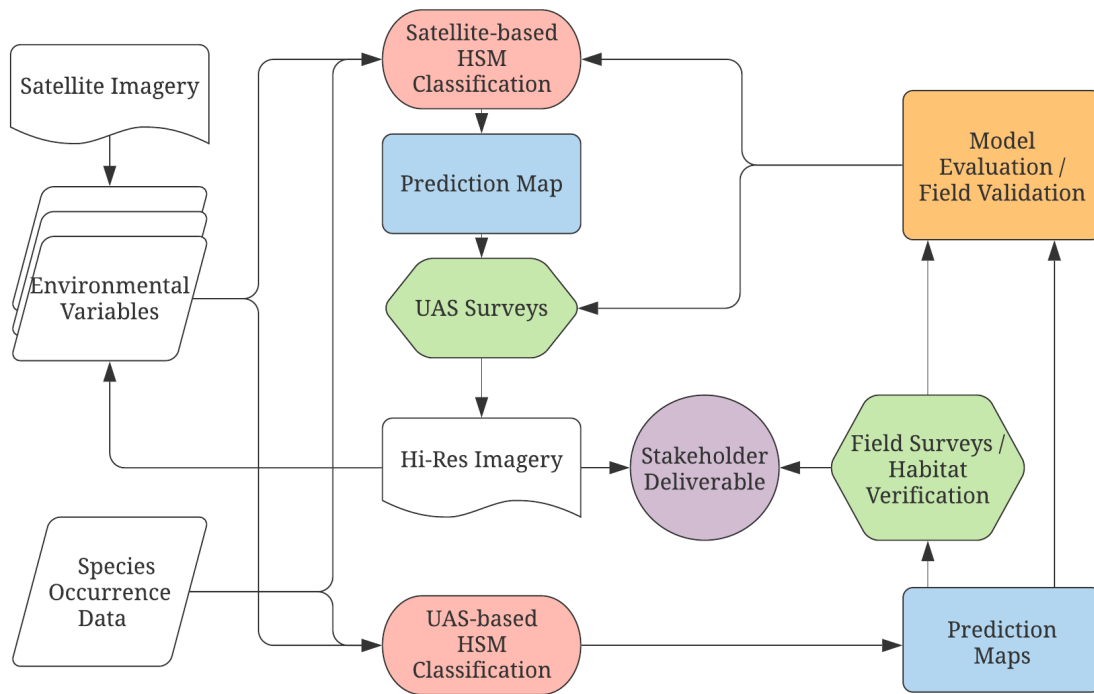 Satellite Imagery
Environmental
Variables
Species
Occurrence
Data
Satellite-based
HSM
Classification
Prediction Map
UAS Surveys
Hi-Res Imagery
UAS-based
HSM
Classification
Stakeholder
Deliverable
Model
Evaluation /
Field Validation
Field Surveys /
Habitat
Verification
Prediction
Maps